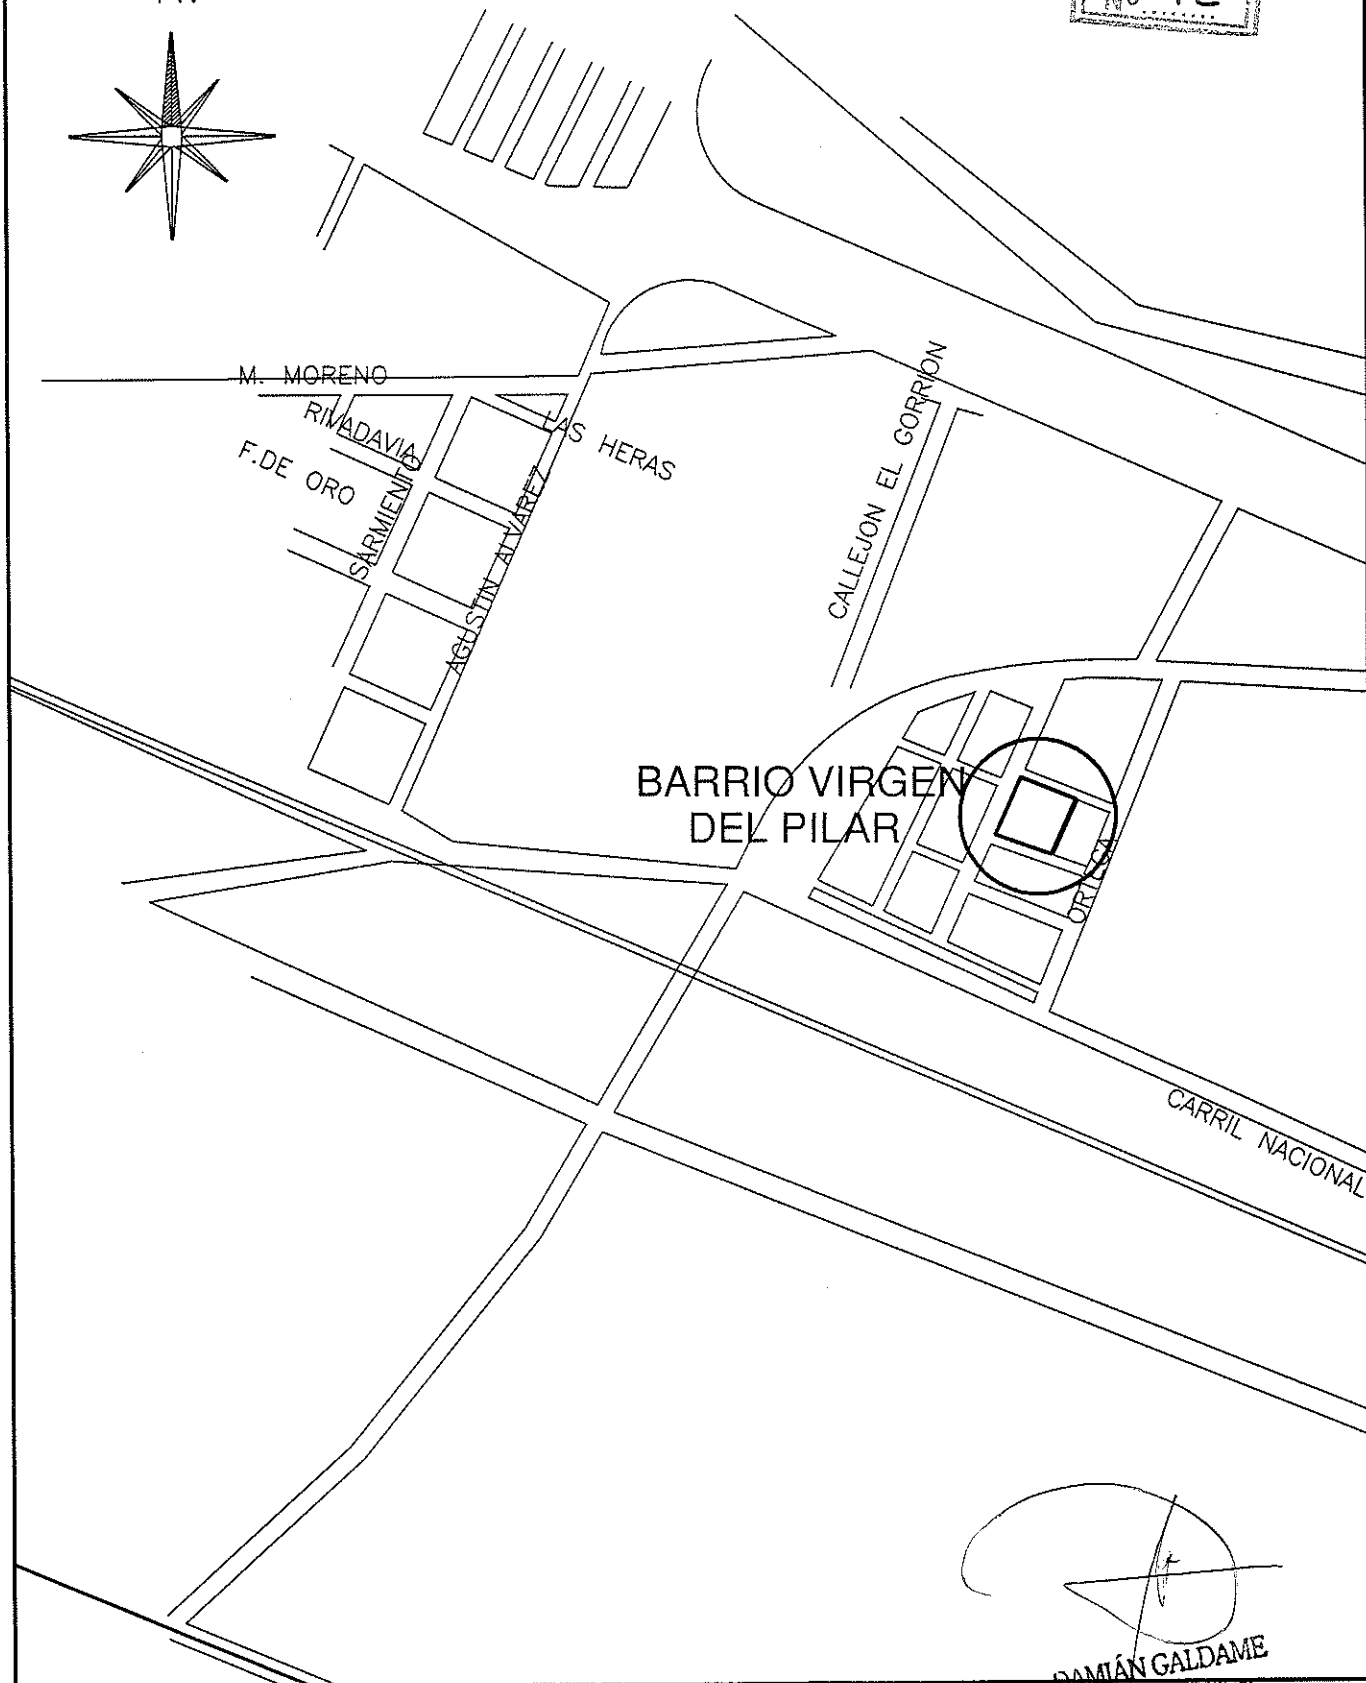 M. MORENO
RIVADAVIA
F.DE ORO
LAS HERAS
SARMIENTO
AGUSTIN ALVAREZ
CALLEJON EL GORRION
BARRIO VIRGEN
DEL PILAR
CARRIL NACIONAL
DAMIÁN GALDAME